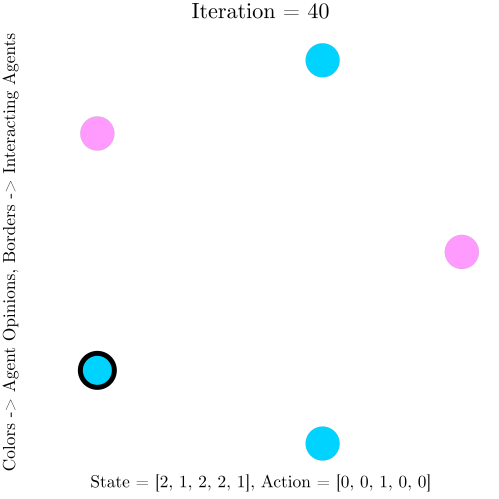 Iteration = 40
Colors -> Agent Opinions, Borders -> Interacting Agents
State = [2, 1, 2, 2, 1], Action = [0, 0, 1, 0, 0]